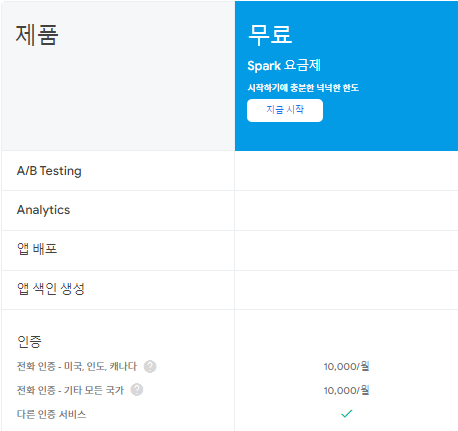 제품
무료
Spark 요금제
시작하기에 충분한 넉넉한 한도
지금 시작
A/B Testing
Analytics
앱 배포
앱 색인 생성
인증
전화 인증 - 미국, 인도, 캐나다 ?
10,000/월
전화 인증 - 기타 모든 국가 ?
10,000/월
다른 인증 서비스